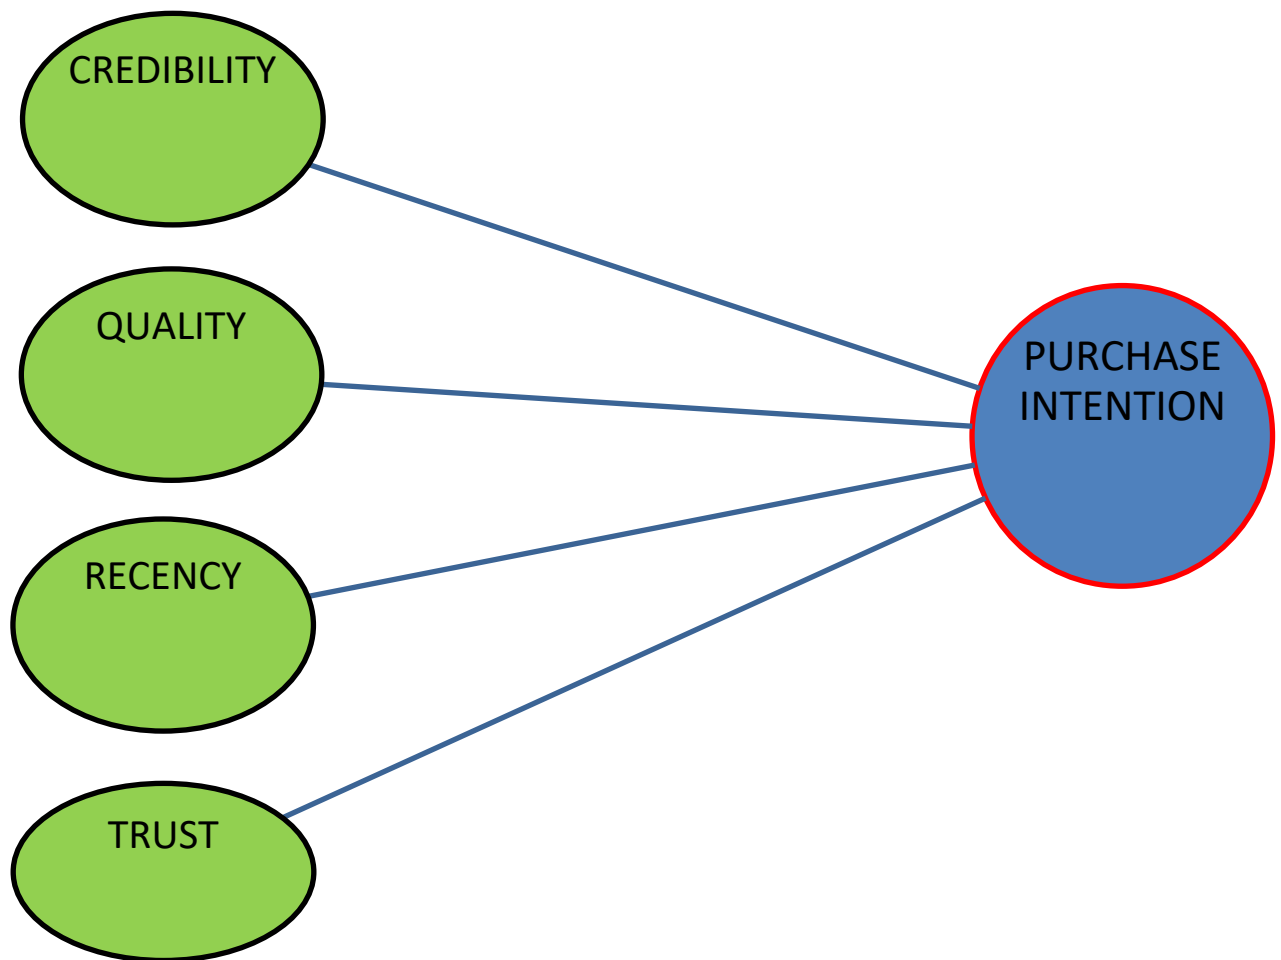 CREDIBILITY
QUALITY
PURCHASE
INTENTION
RECENCY
TRUST